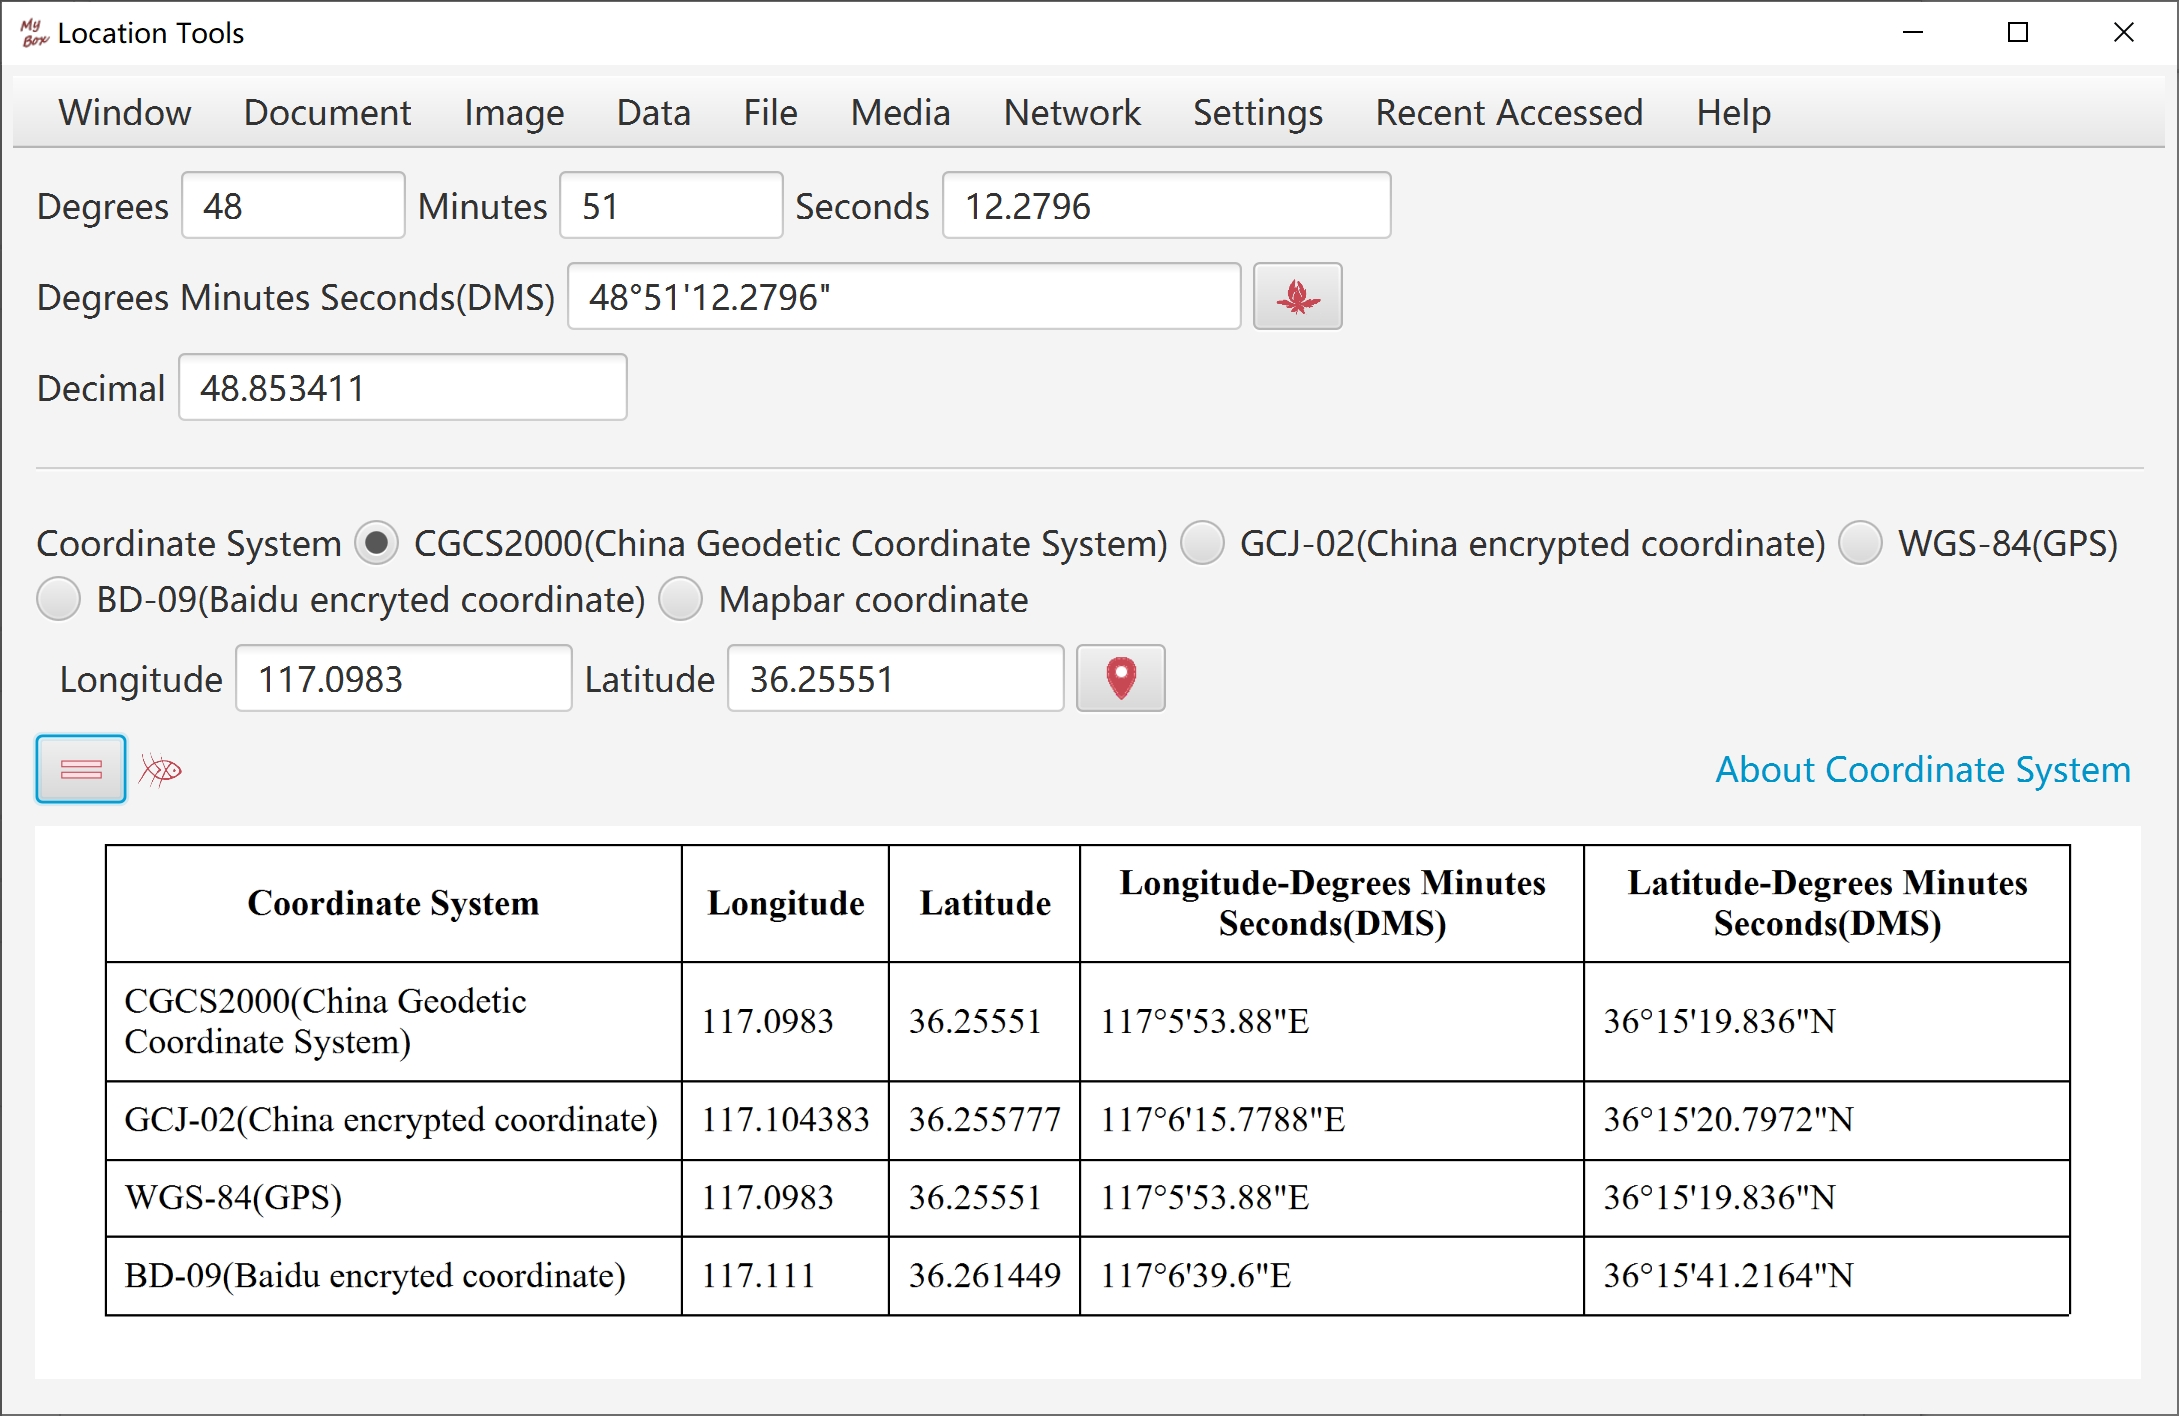 My Box Location Tools
Window Document Image Data File Media Network Settings Recent Accessed Help
Degrees 48 Minutes 51 Seconds 12.2796
Degrees Minutes Seconds(DMS) 48°51'12.2796"
Decimal 48.853411
Coordinate System CGCS2000(China Geodetic Coordinate System) GCJ-02(China encrypted coordinate) WGS-84(GPS)
BD-09(Baidu encryted coordinate) Mapbar coordinate
Longitude 117.0983 Latitude 36.25551
About Coordinate System
Coordinate System Longitude Latitude Longitude-Degrees Minutes Seconds(DMS) Latitude-Degrees Minutes Seconds(DMS)
CGCS2000(China Geodetic Coordinate System) 117.0983 36.25551 117°5'53.88"E 36°15'19.836"N
GCJ-02(China encrypted coordinate) 117.104383 36.255777 117°6'15.7788"E 36°15'20.7972"N
WGS-84(GPS) 117.0983 36.25551 117°5'53.88"E 36°15'19.836"N
BD-09(Baidu encryted coordinate) 117.111 36.261449 117°6'39.6"E 36°15'41.2164"N